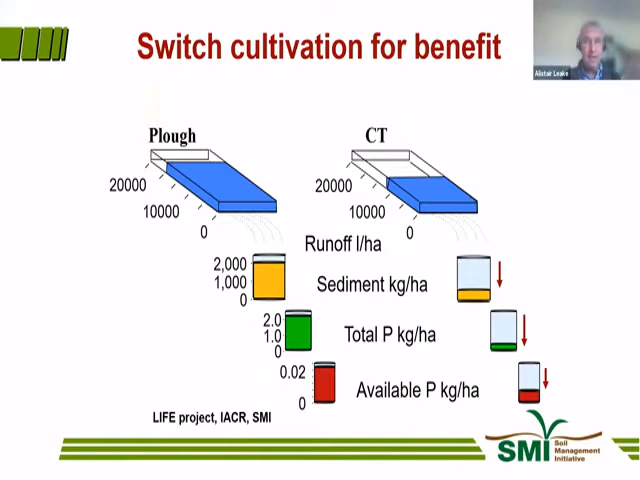 Switch cultivation for benefit
Alistair Leake
Plough
CT
20000
10000
0
20000
10000
0
Runoff l/ha
2,000
1,000
0
Sediment kg/ha
2.0
1.0
0
Total P kg/ha
0.02
0
Available P kg/ha
LIFE project, IACR, SMI
SMI
Soil
Management
Initiative